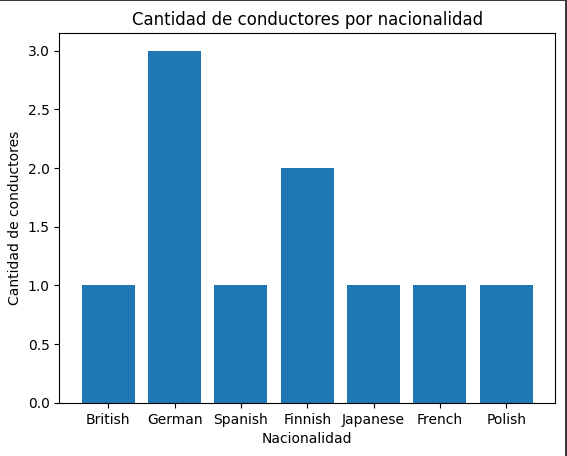 Cantidad de conductores por nacionalidad
3.0
2.5
2.0
1.5
1.0
0.5
0.0
Cantidad de conductores
British German Spanish Finnish Japanese French Polish
Nacionalidad